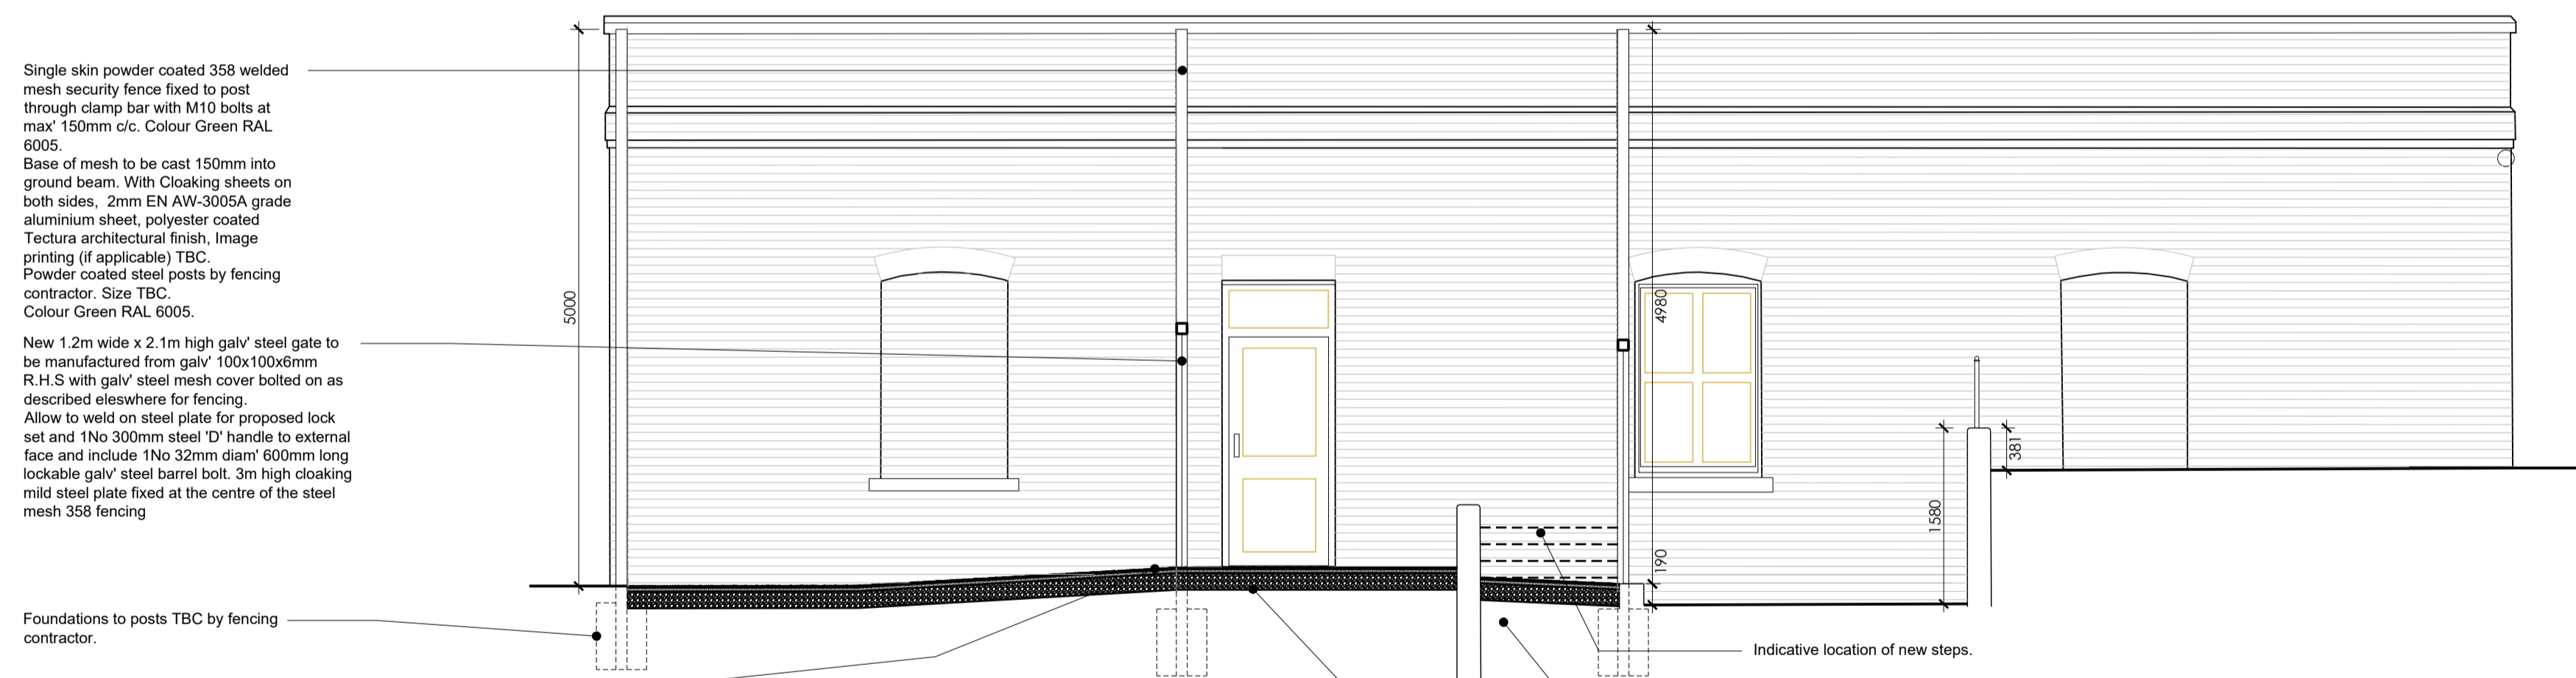 Single skin powder coated 358 welded
mesh security fence fixed to post
through clamp bar with M10 bolts at
max' 150mm c/c. Colour Green RAL
6005.
Base of mesh to be cast 150mm into
ground beam. With Cloaking sheets on
both sides, 2mm EN AW-3005A grade
aluminium sheet, polyester coated
Tectura architectural finish, Image
printing (if applicable) TBC.
Powder coated steel posts by fencing
contractor. Size TBC.
Colour Green RAL 6005.
New 1.2m wide x 2.1m high galv' steel gate to
be manufactured from galv' 100x100x6mm
R.H.S with galv' steel mesh cover bolted on as
described eleswhere for fencing.
Allow to weld on steel plate for proposed lock
set and 1No 300mm steel 'D' handle to external
face and include 1No 32mm diam' 600mm long
lockable galv' steel barrel bolt. 3m high cloaking
mild steel plate fixed at the centre of the steel
mesh 358 fencing
Foundations to posts TBC by fencing
contractor.
5000
4980
190
1580
381
Indicative location of new steps.